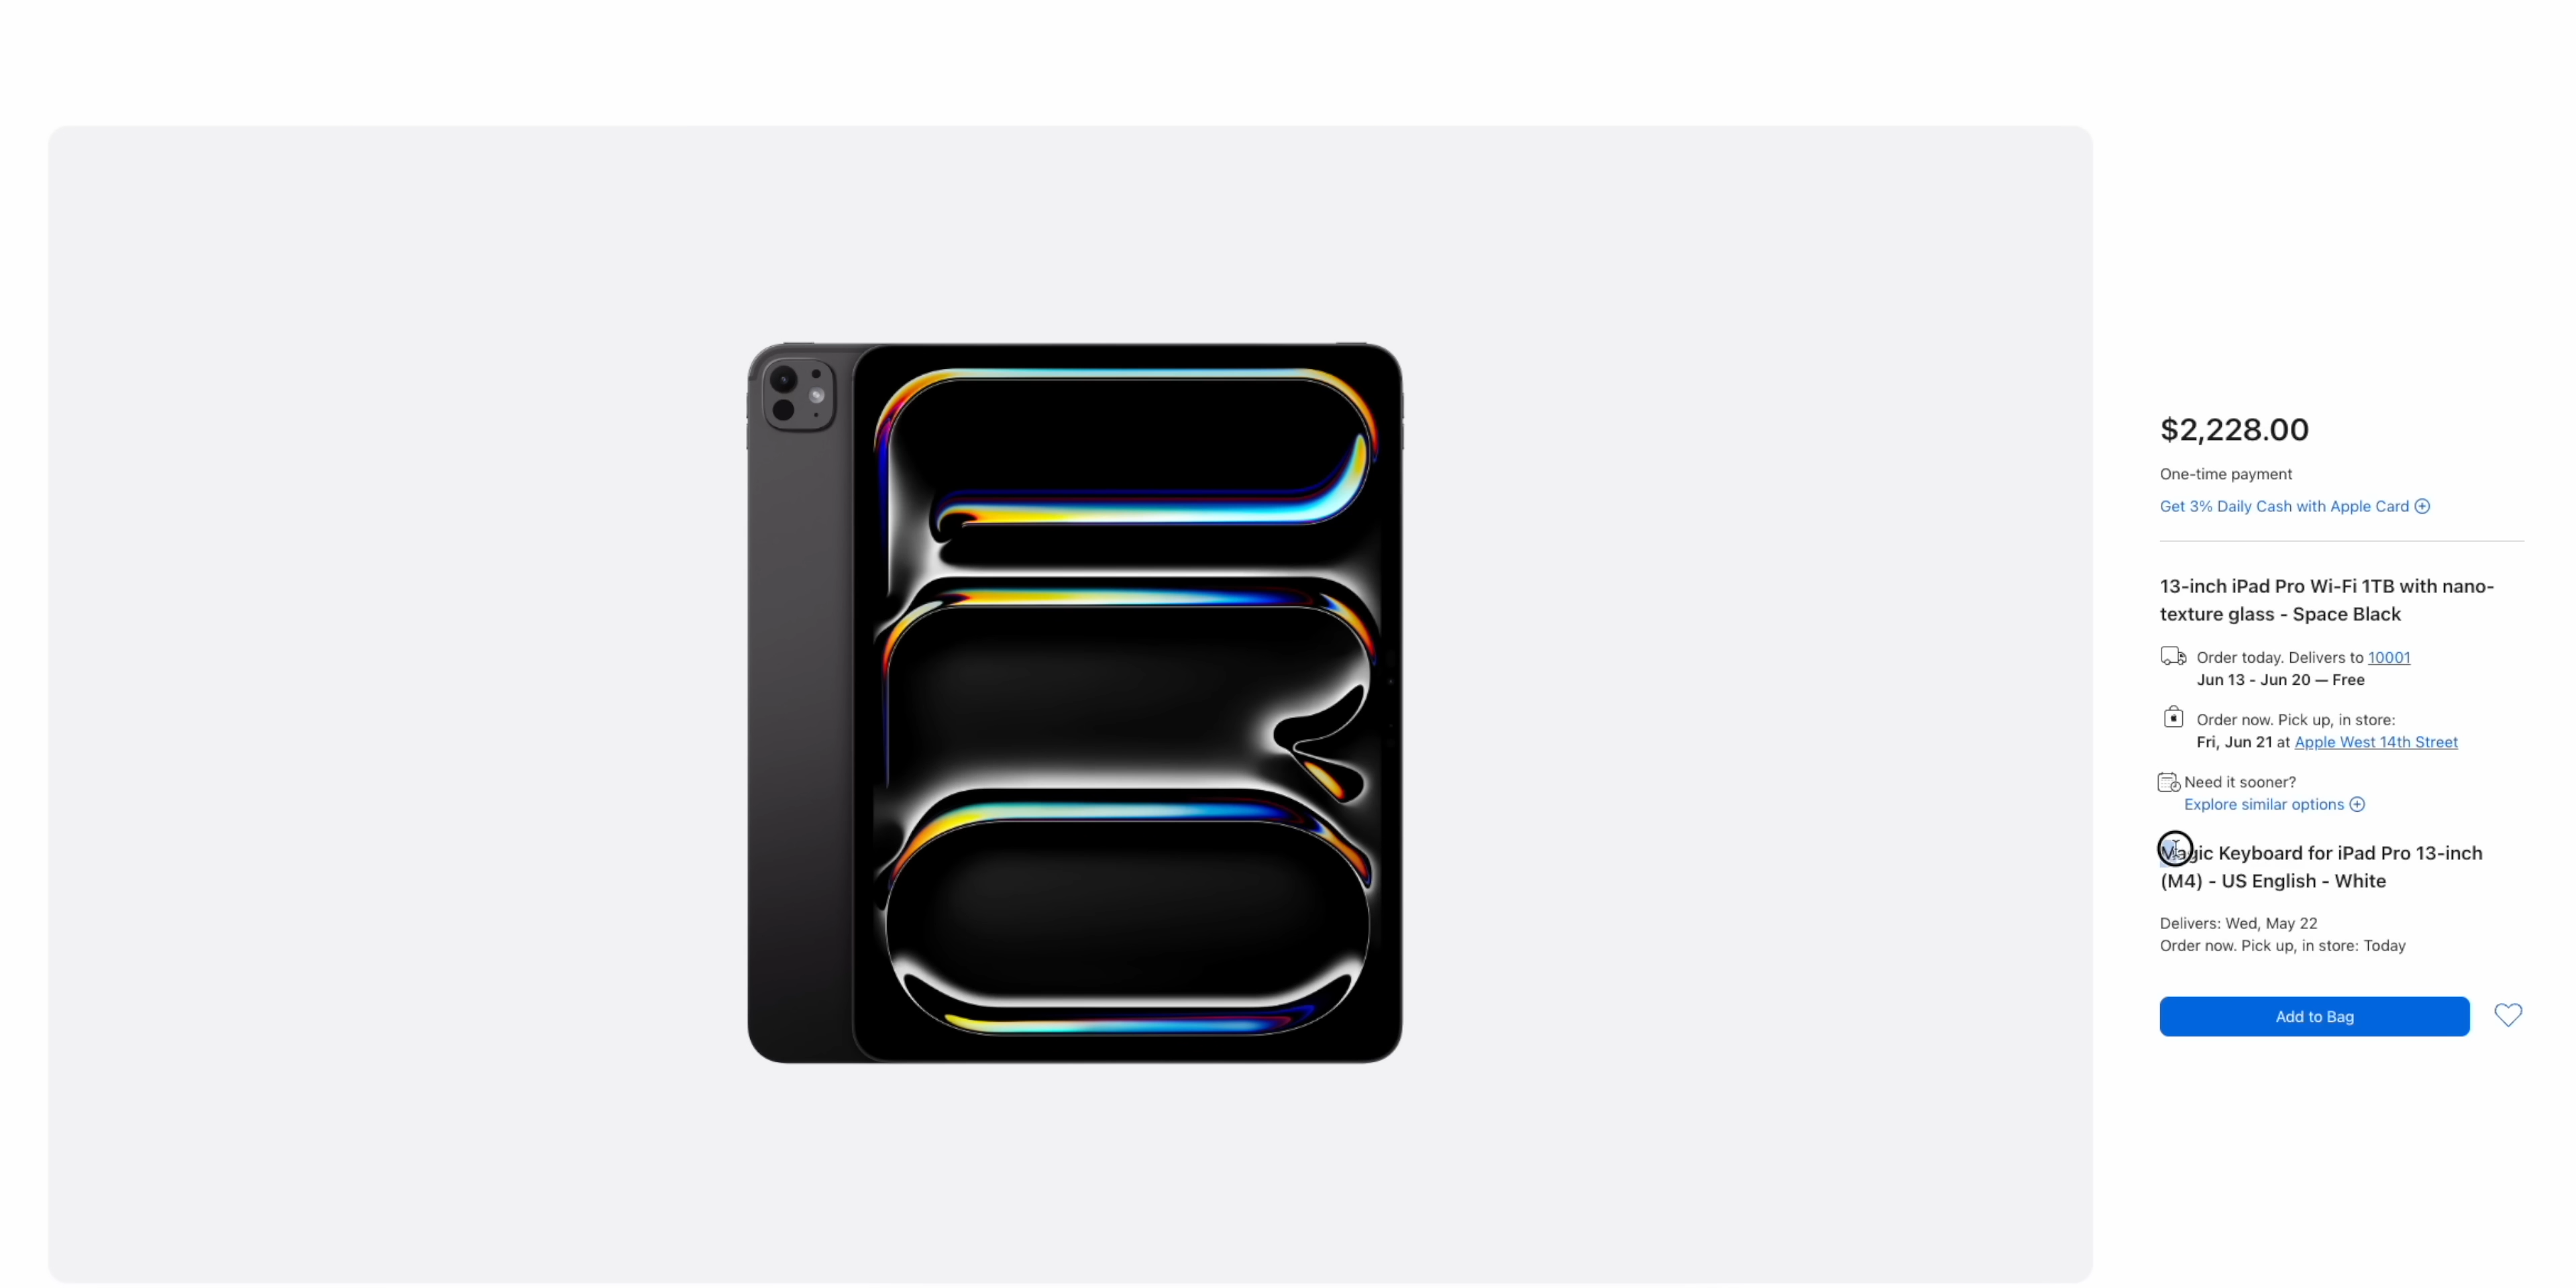 $2,228.00
One-time payment
Get 3% Daily Cash with Apple Card
13-inch iPad Pro Wi-Fi 1TB with nano-
texture glass - Space Black
Order today. Delivers to 10001
Jun 13 - Jun 20 — Free
Order now. Pick up, in store:
Fri, Jun 21 at Apple West 14th Street
Need it sooner?
Explore similar options
Magic Keyboard for iPad Pro 13-inch
(M4) - US English - White
Delivers: Wed, May 22
Order now. Pick up, in store: Today
Add to Bag